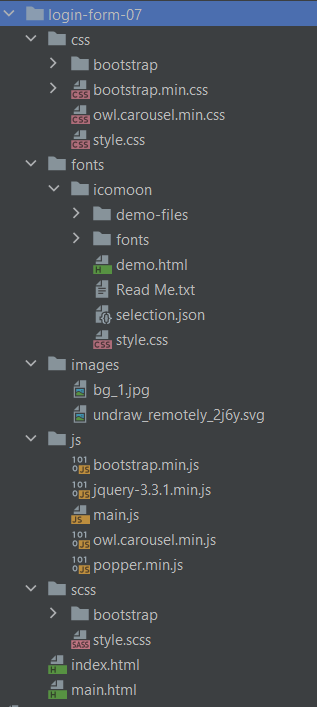 login-form-07
css
bootstrap
bootstrap.min.css
owl.carousel.min.css
style.css
fonts
icomoon
demo-files
fonts
demo.html
Read Me.txt
selection.json
style.css
images
bg_1.jpg
undraw_remotely_2j6y.svg
js
bootstrap.min.js
jquery-3.3.1.min.js
main.js
owl.carousel.min.js
popper.min.js
scss
bootstrap
style.scss
index.html
main.html